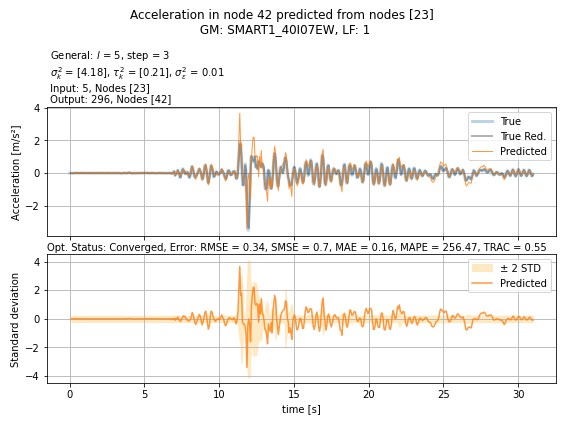 Acceleration in node 42 predicted from nodes [23]
GM: SMART1_40I07EW, LF: 1
General: l = 5, step = 3
σ²ₖ = [4.18], τ²ₖ = [0.21], σ²_ε = 0.01
Input: 5, Nodes [23]
Output: 296, Nodes [42]
Acceleration [m/s²]
4
2
0
−2
True
True Red.
Predicted
Opt. Status: Converged, Error: RMSE = 0.34, SMSE = 0.7, MAE = 0.16, MAPE = 256.47, TRAC = 0.55
Standard deviation
4
2
0
−2
−4
± 2 STD
Predicted
0 5 10 15 20 25 30
time [s]